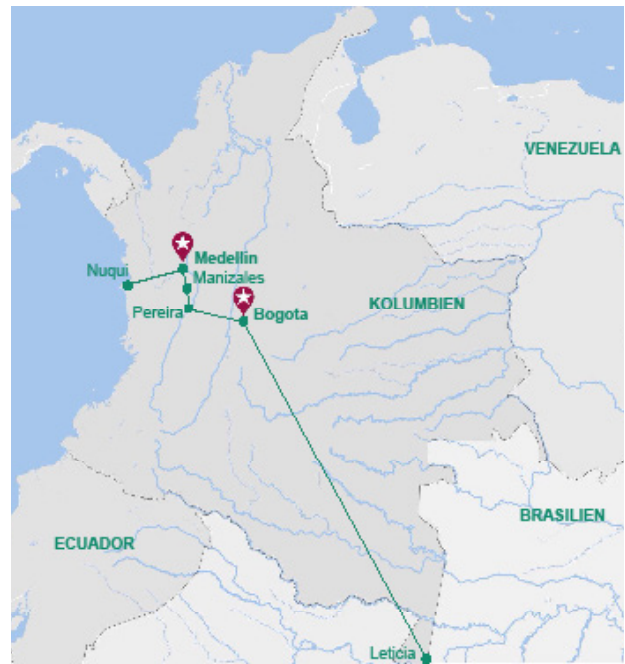 VENEZUELA
Medellin
Nuqui
Manizales
KOLUMBIEN
Pereira
Bogota
BRASILIEN
ECUADOR
Leticia